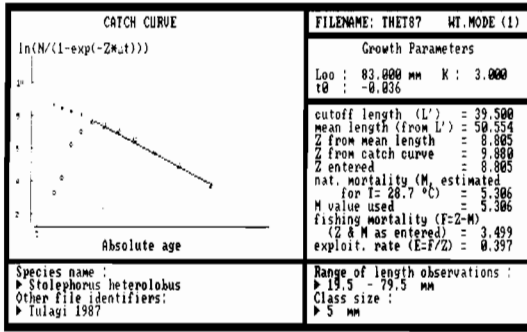 CATCH CURVE
ln(N/(1-exp(-Z*△t)))
Absolute age
FILENAME: THET87 WT.MODE (1)
Growth Parameters
Loo : 83.000 mm K : 3.000
t0 : -0.036
cutoff length (L') = 39.500
mean length (from L') = 50.554
Z from mean length = 8.805
Z from catch curve = 9.880
Z entered = 8.805
nat. mortality (M, estimated
for T= 28.7 °C) = 5.306
M value used = 5.306
fishing mortality (F=Z-M)
(Z & M as entered) = 3.499
exploit. rate (E=F/Z) = 0.397
Species name :
▶ Stolephorus heterolobus
Other file identifiers:
▶ Tulagi 1987
Range of length observations :
▶ 19.5 - 79.5 mm
Class size :
▶ 5 mm